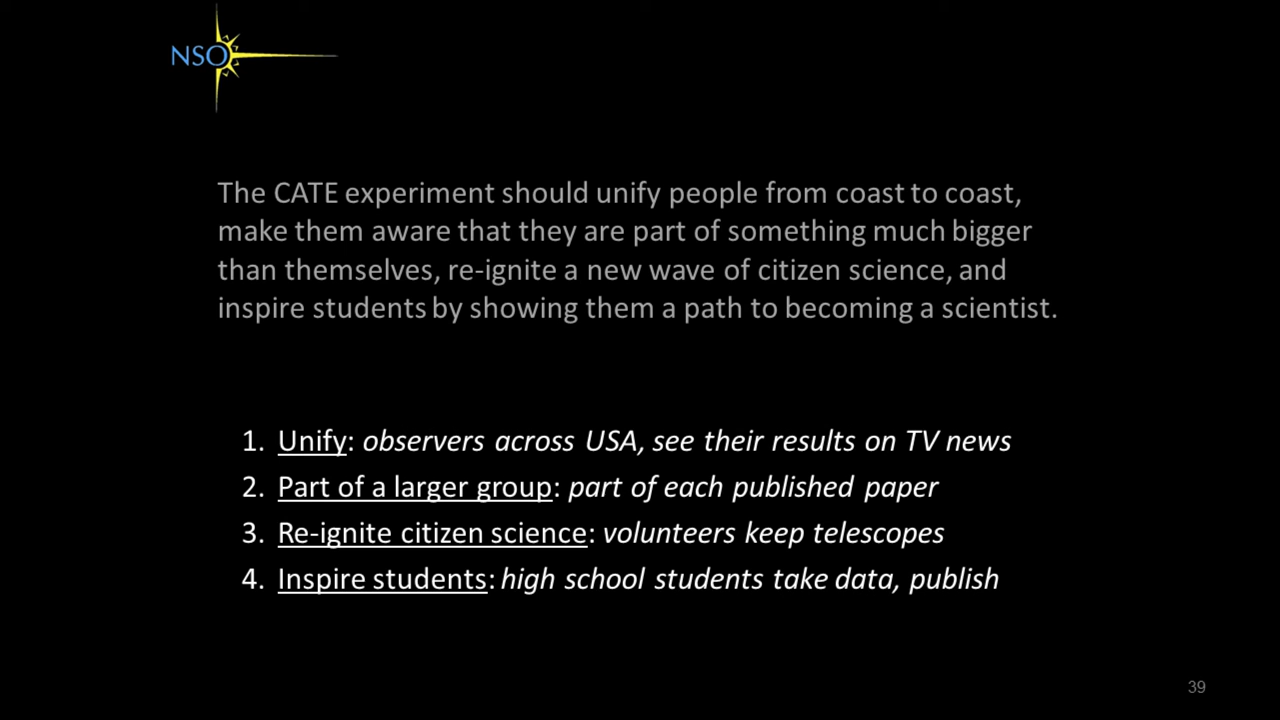 NSO
The CATE experiment should unify people from coast to coast,
make them aware that they are part of something much bigger
than themselves, re-ignite a new wave of citizen science, and
inspire students by showing them a path to becoming a scientist.
1. Unify: observers across USA, see their results on TV news
2. Part of a larger group: part of each published paper
3. Re-ignite citizen science: volunteers keep telescopes
4. Inspire students: high school students take data, publish
39